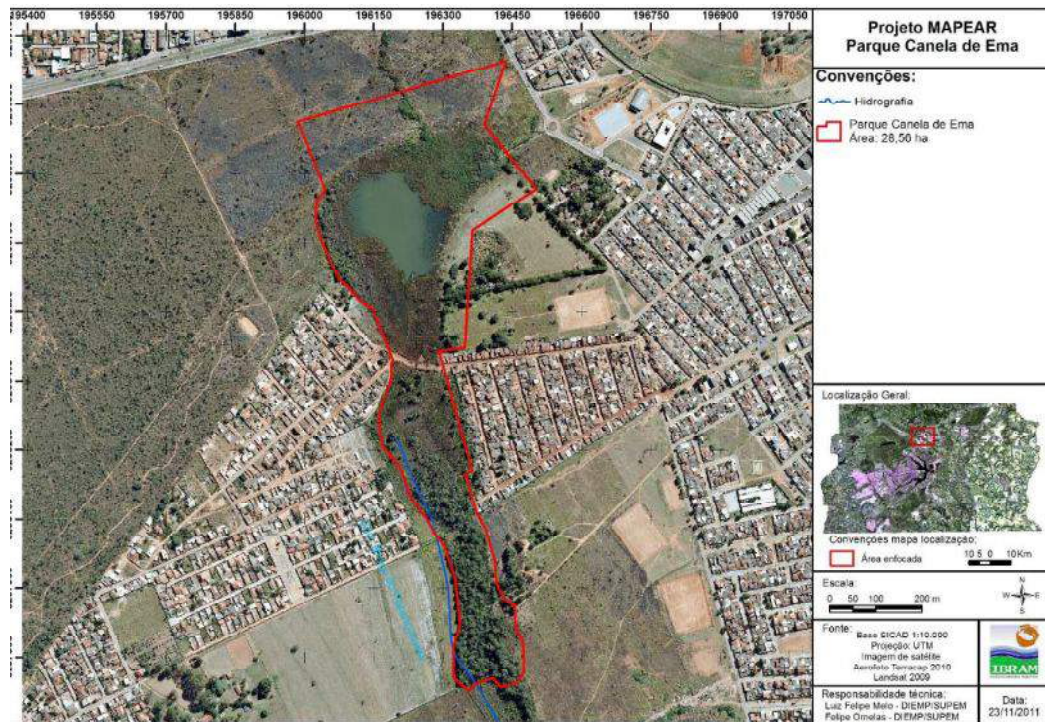 195400 195550 195700 195850 196000 196150 196300 196450 196600 196750 196900 197050
Projeto MAPEAR
Parque Canela de Ema
Convenções:
Hidrografia
Parque Canela de Ema
Área: 28,50 ha
Localização Geral:
Convenções mapa localização:
Área enfocada
10 5 0 10Km
Escala:
0 50 100 200 m
N
W E
S
Fonte:
Base SICAD 1:10.000
Projeção: UTM
Imagem de satélite
Aerofoto Terracap 2010
Landsat 2009
IBRAM
Responsabilidade técnica:
Luiz Felipe Melo - DIEMP/SUPEM
Felipe Ornelas - DIEMP/SUPEM
Data:
23/11/2011